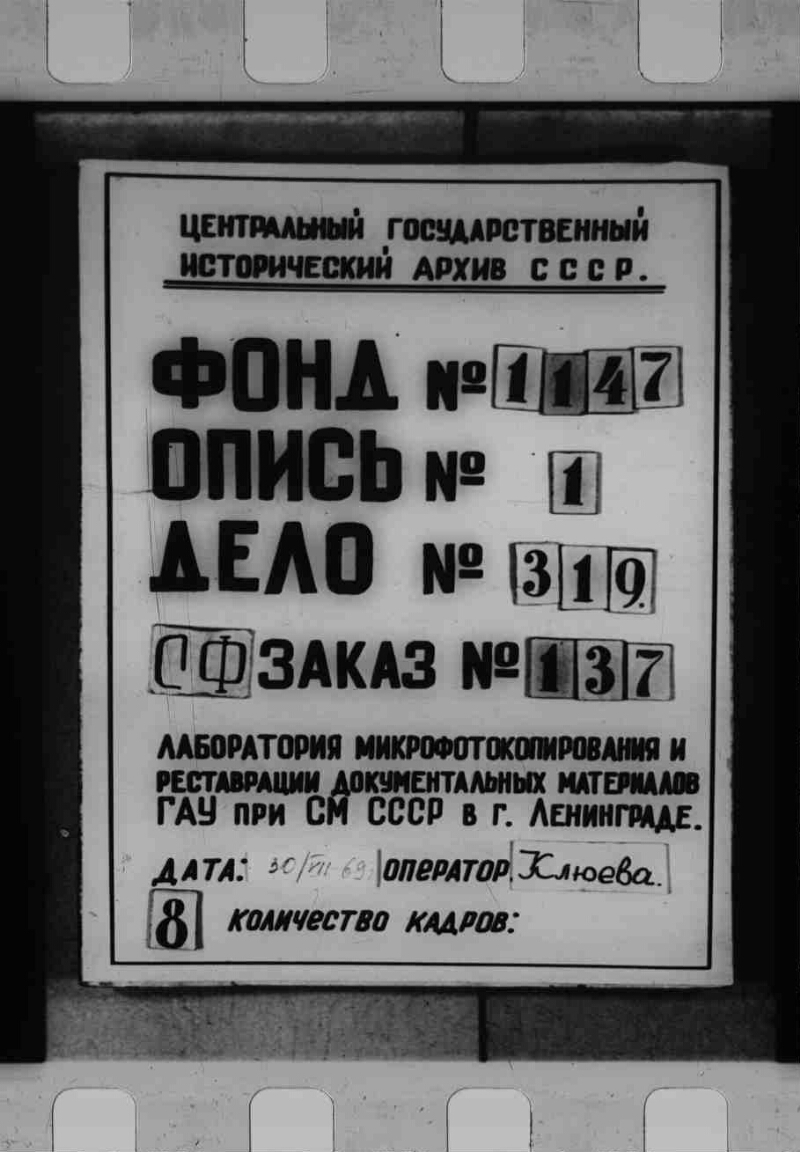 ЦЕНТРАЛЬНЫЙ ГОСУДАРСТВЕННЫЙ
ИСТОРИЧЕСКИЙ АРХИВ СССР.
ФОНД № 1147
ОПИСЬ № 1
ДЕЛО № 319.
СФ ЗАКАЗ № 137
ЛАБОРАТОРИЯ МИКРОФОТОКОПИРОВАНИЯ И
РЕСТАВРАЦИИ ДОКУМЕНТАЛЬНЫХ МАТЕРИАЛОВ
ГАУ ПРИ СМ СССР В Г. ЛЕНИНГРАДЕ.
ДАТА: 30/VII 69 ОПЕРАТОР Клюева.
8 КОЛИЧЕСТВО КАДРОВ: